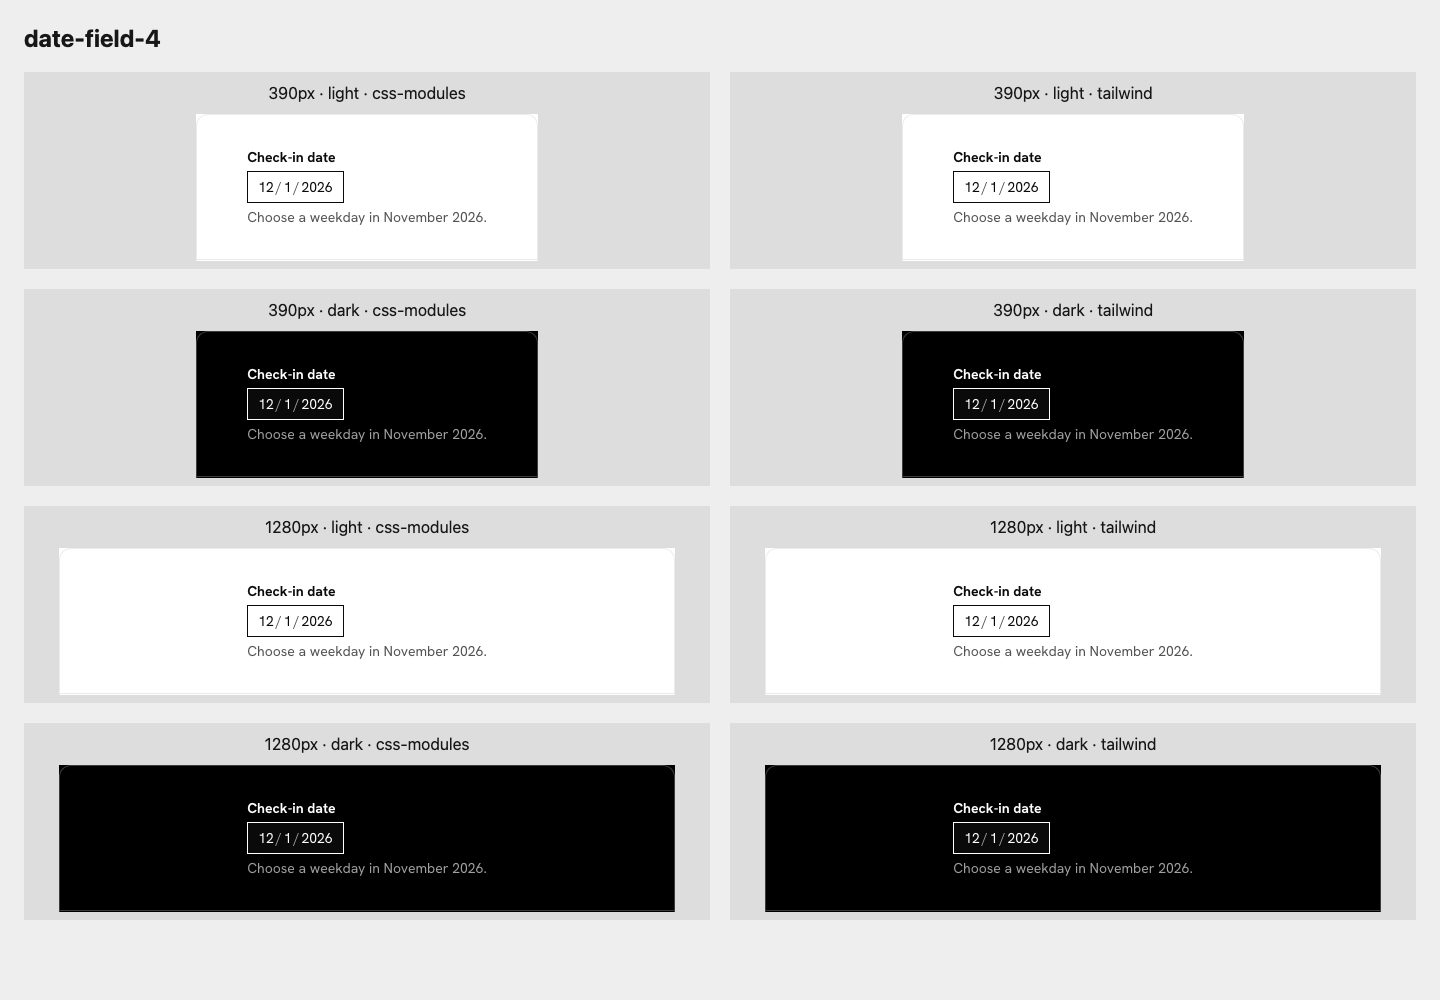 date-field-4
390px · light · css-modules
Check-in date
12/1/2026
Choose a weekday in November 2026.
390px · light · tailwind
Check-in date
12/1/2026
Choose a weekday in November 2026.
390px · dark · css-modules
Check-in date
12/1/2026
Choose a weekday in November 2026.
390px · dark · tailwind
Check-in date
12/1/2026
Choose a weekday in November 2026.
1280px · light · css-modules
Check-in date
12/1/2026
Choose a weekday in November 2026.
1280px · light · tailwind
Check-in date
12/1/2026
Choose a weekday in November 2026.
1280px · dark · css-modules
Check-in date
12/1/2026
Choose a weekday in November 2026.
1280px · dark · tailwind
Check-in date
12/1/2026
Choose a weekday in November 2026.